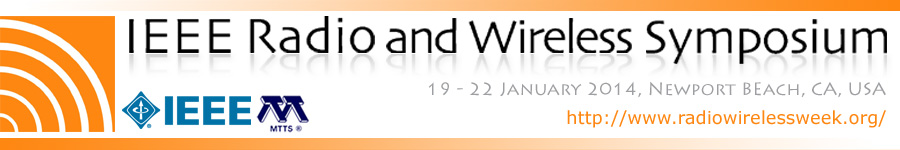 IEEE Radio and Wireless Symposium
19 - 22 January 2014, Newport BEach, CA, USA
IEEE
MTTS ®
http://www.radiowirelessweek.org/